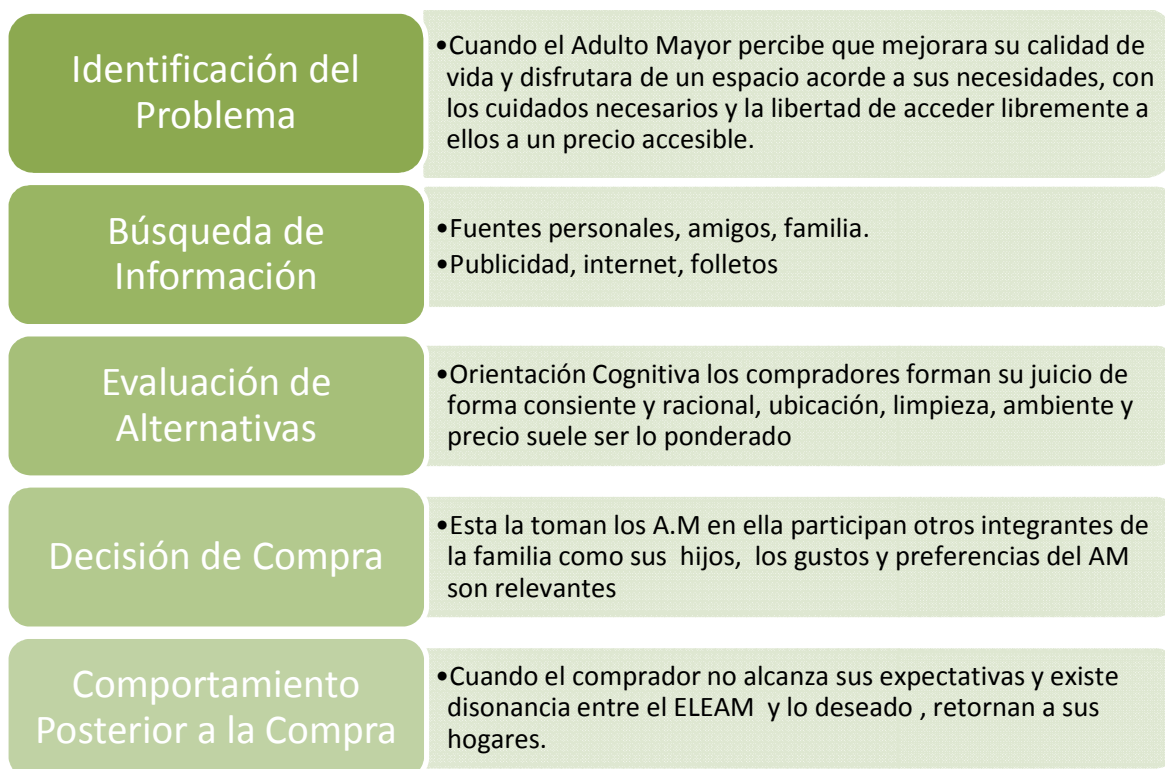 Identificación del
Problema
•Cuando el Adulto Mayor percibe que mejorara su calidad de
vida y disfrutara de un espacio acorde a sus necesidades, con
los cuidados necesarios y la libertad de acceder libremente a
ellos a un precio accesible.
Búsqueda de
Información
•Fuentes personales, amigos, familia.
•Publicidad, internet, folletos
Evaluación de
Alternativas
•Orientación Cognitiva los compradores forman su juicio de
forma consiente y racional, ubicación, limpieza, ambiente y
precio suele ser lo ponderado
Decisión de Compra
•Esta la toman los A.M en ella participan otros integrantes de
la familia como sus hijos, los gustos y preferencias del AM
son relevantes
Comportamiento
Posterior a la Compra
•Cuando el comprador no alcanza sus expectativas y existe
disonancia entre el ELEAM y lo deseado , retornan a sus
hogares.